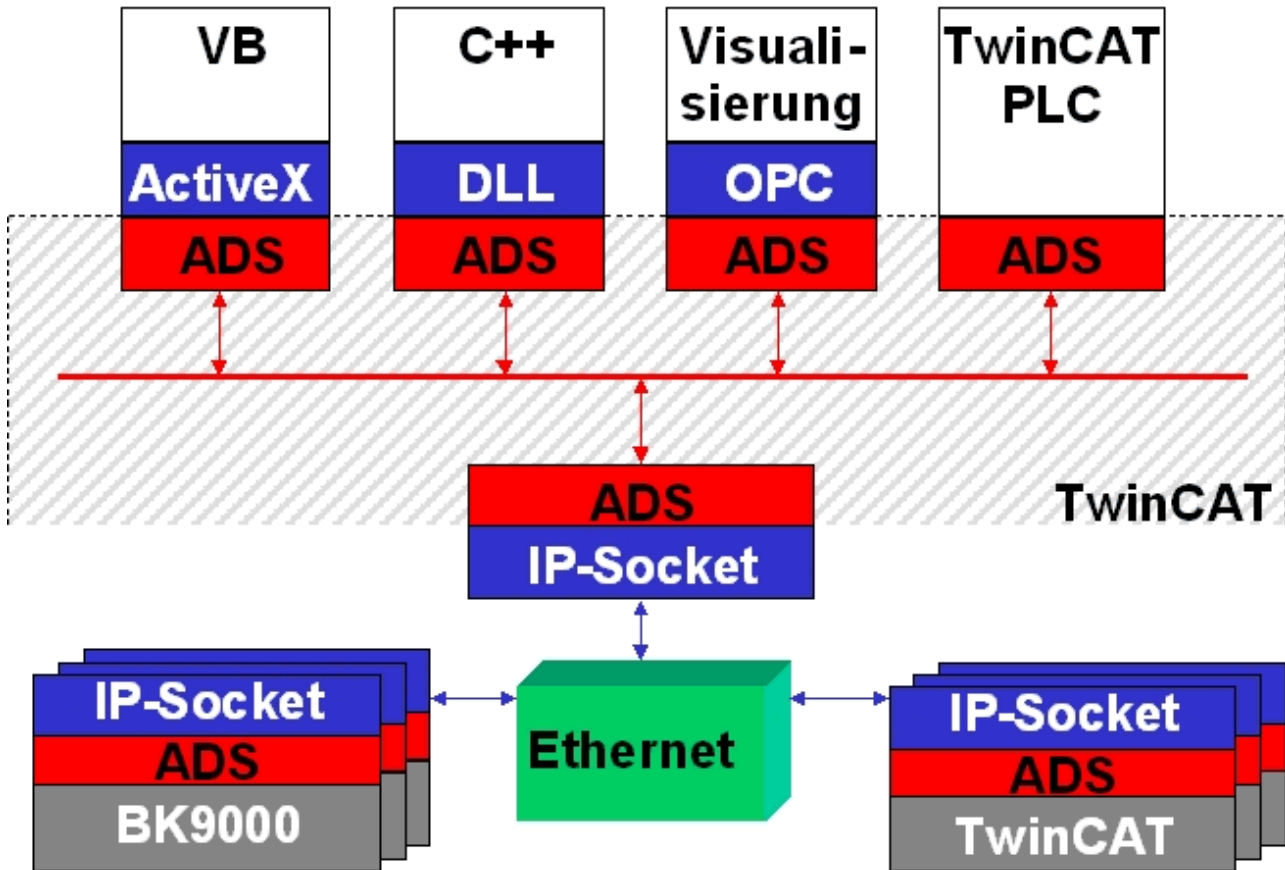 VB
ActiveX
ADS
C++
DLL
ADS
Visuali-
sierung
OPC
ADS
TwinCAT
PLC
ADS
TwinCAT
ADS
IP-Socket
IP-Socket
ADS
BK9000
Ethernet
IP-Socket
ADS
TwinCAT